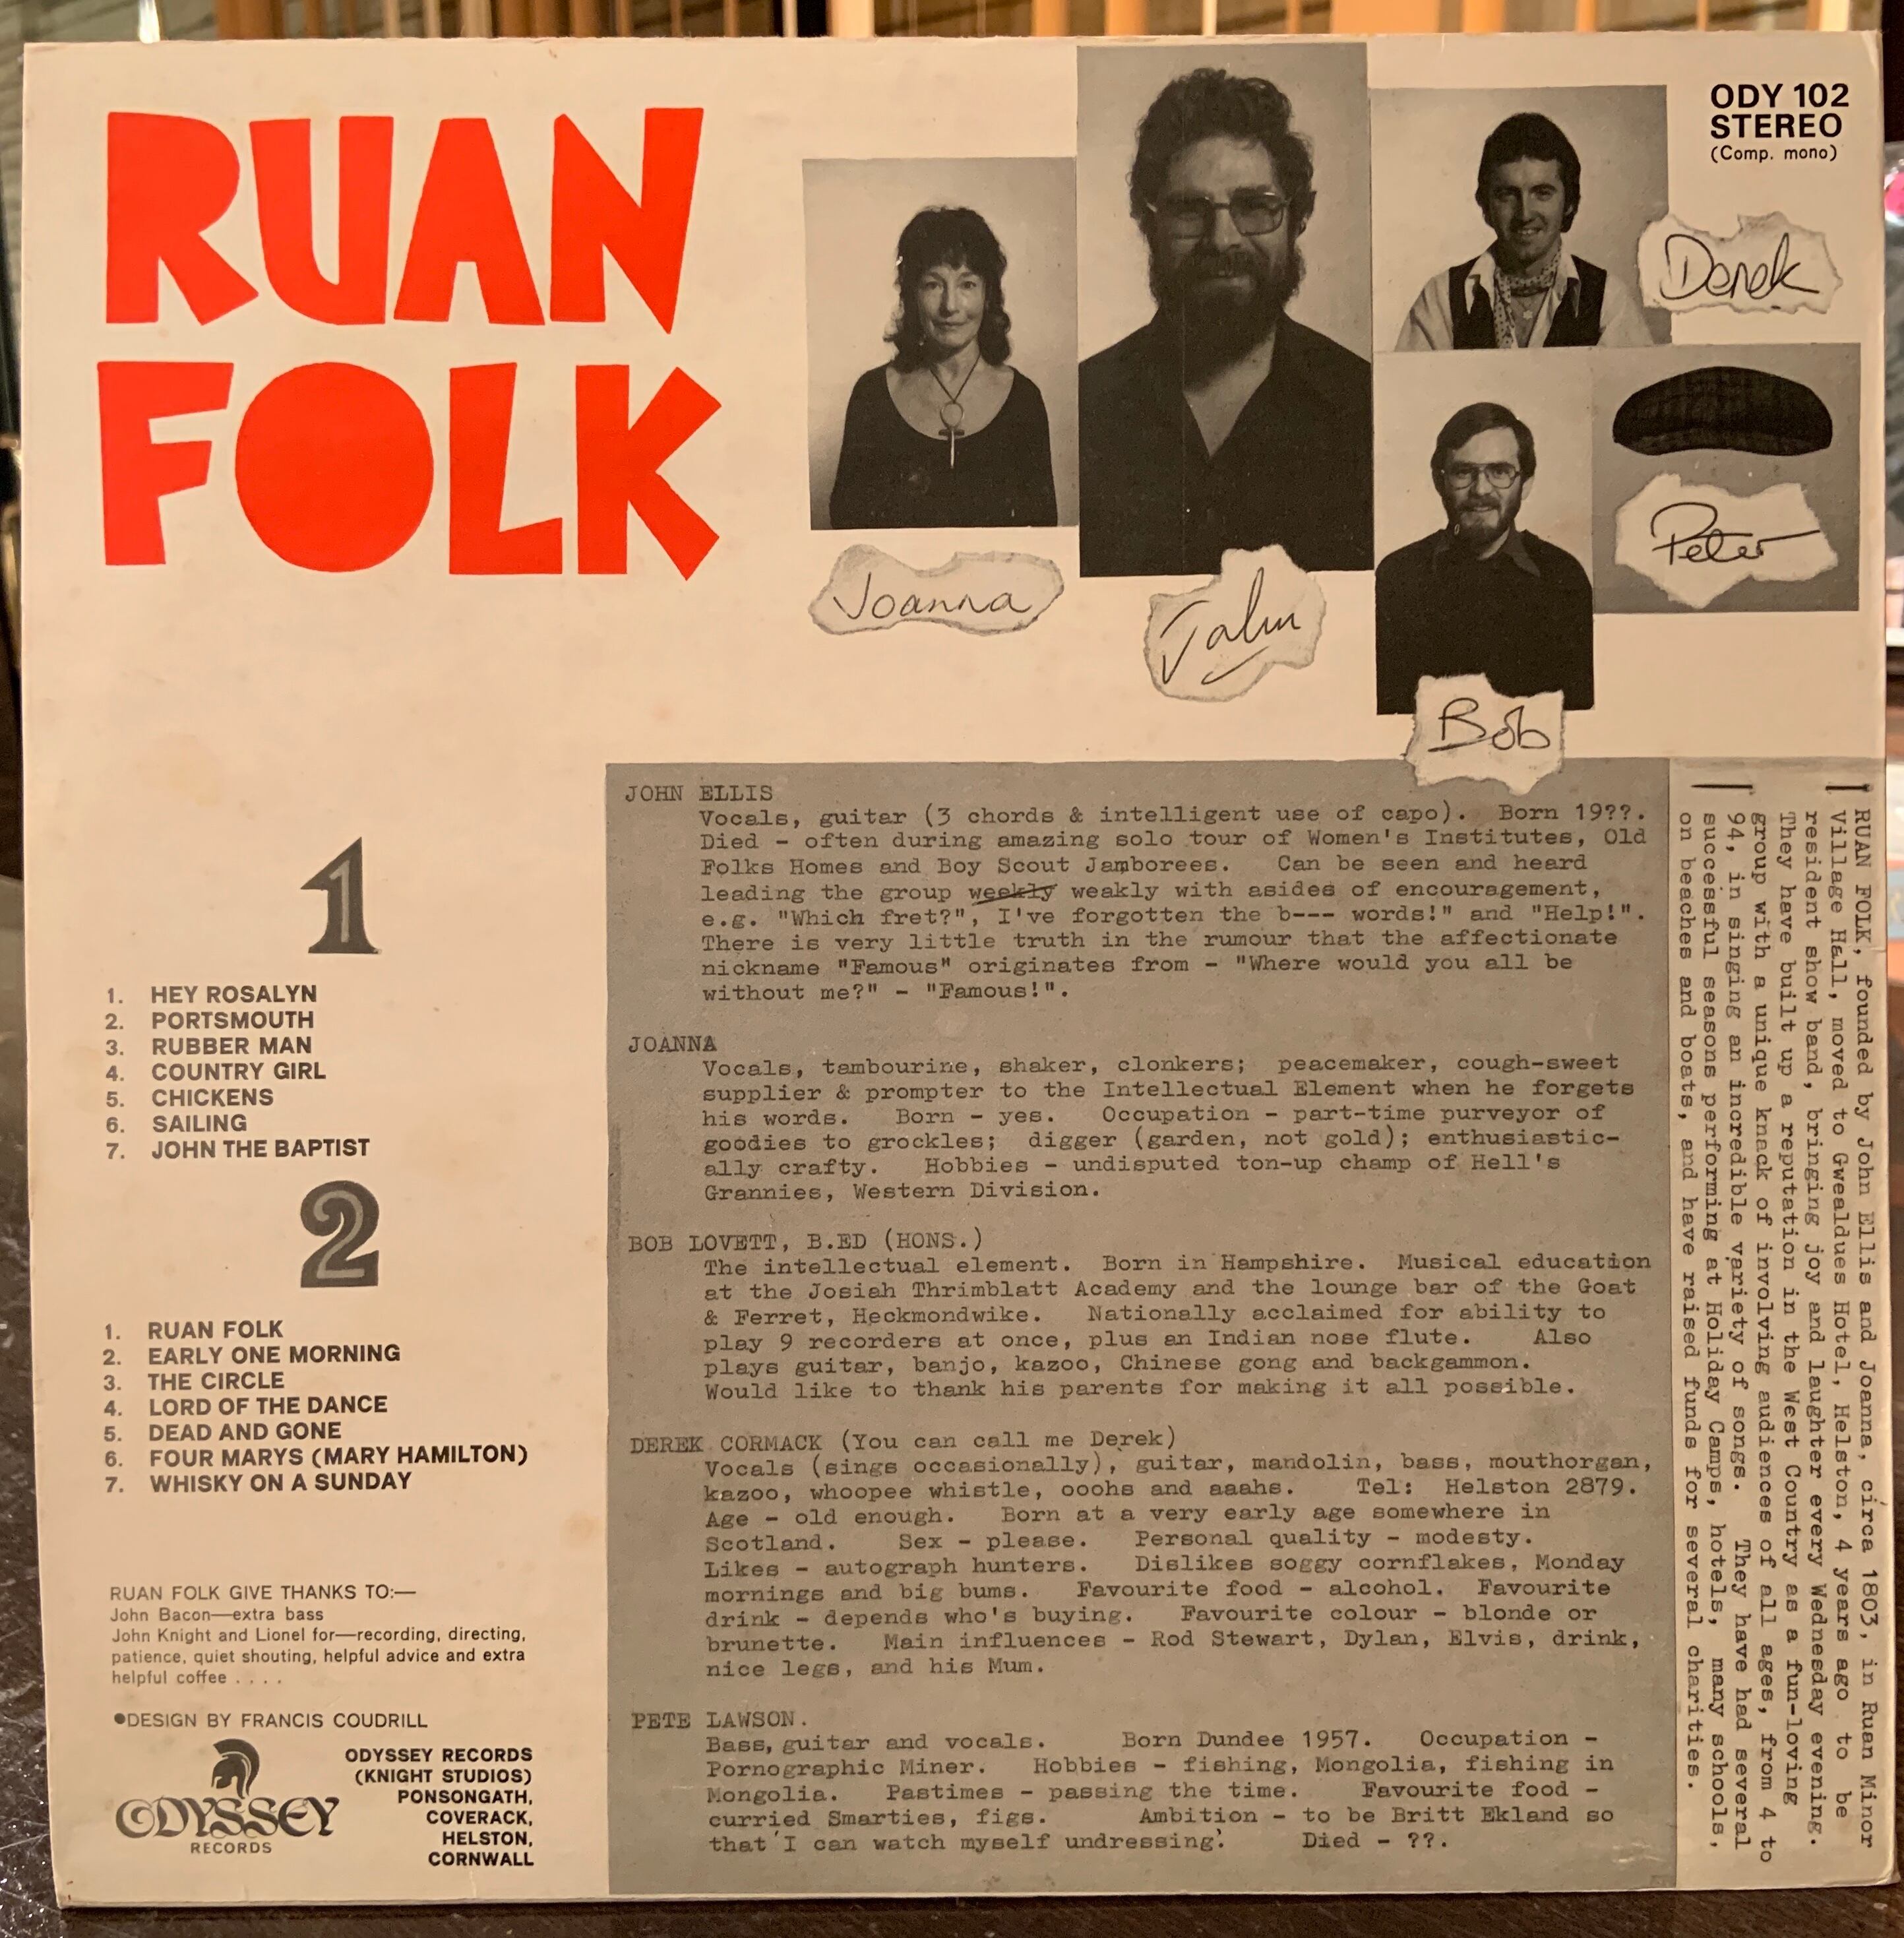 RUAN
FOLK
ODY 102
STEREO
(Comp. mono)
Derek
Peter
Joanna
John
Bob
1
1. HEY ROSALYN
2. PORTSMOUTH
3. RUBBER MAN
4. COUNTRY GIRL
5. CHICKENS
6. SAILING
7. JOHN THE BAPTIST
2
1. RUAN FOLK
2. EARLY ONE MORNING
3. THE CIRCLE
4. LORD OF THE DANCE
5. DEAD AND GONE
6. FOUR MARYS (MARY HAMILTON)
7. WHISKY ON A SUNDAY
RUAN FOLK GIVE THANKS TO:—
John Bacon—extra bass
John Knight and Lionel for—recording, directing,
patience, quiet shouting, helpful advice and extra
helpful coffee . . . .
●DESIGN BY FRANCIS COUDRILL
ODYSSEY
RECORDS
ODYSSEY RECORDS
(KNIGHT STUDIOS)
PONSONGATH,
COVERACK,
HELSTON,
CORNWALL
JOHN ELLIS
Vocals, guitar (3 chords & intelligent use of capo). Born 19??.
Died - often during amazing solo tour of Women's Institutes, Old
Folks Homes and Boy Scout Jamborees. Can be seen and heard
leading the group weekly weakly with asides of encouragement,
e.g. "Which fret?", I've forgotten the b--- words!" and "Help!".
There is very little truth in the rumour that the affectionate
nickname "Famous" originates from - "Where would you all be
without me?" - "Famous!".
JOANNA
Vocals, tambourine, shaker, clonkers; peacemaker, cough-sweet
supplier & prompter to the Intellectual Element when he forgets
his words. Born - yes. Occupation - part-time purveyor of
goodies to grockles; digger (garden, not gold); enthusiastic-
ally crafty. Hobbies - undisputed ton-up champ of Hell's
Grannies, Western Division.
BOB LOVETT, B.ED (HONS.)
The intellectual element. Born in Hampshire. Musical education
at the Josiah Thrimblatt Academy and the lounge bar of the Goat
& Ferret, Heckmondwike. Nationally acclaimed for ability to
play 9 recorders at once, plus an Indian nose flute. Also
plays guitar, banjo, kazoo, Chinese gong and backgammon.
Would like to thank his parents for making it all possible.
DEREK CORMACK (You can call me Derek)
Vocals (sings occasionally), guitar, mandolin, bass, mouthorgan,
kazoo, whoopee whistle, ooohs and aaahs. Tel: Helston 2879.
Age - old enough. Born at a very early age somewhere in
Scotland. Sex - please. Personal quality - modesty.
Likes - autograph hunters. Dislikes soggy cornflakes, Monday
mornings and big bums. Favourite food - alcohol. Favourite
drink - depends who's buying. Favourite colour - blonde or
brunette. Main influences - Rod Stewart, Dylan, Elvis, drink,
nice legs, and his Mum.
PETE LAWSON.
Bass, guitar and vocals. Born Dundee 1957. Occupation -
Pornographic Miner. Hobbies - fishing, Mongolia, fishing in
Mongolia. Pastimes - passing the time. Favourite food -
curried Smarties, figs. Ambition - to be Britt Ekland so
that I can watch myself undressing! Died - ??.
RUAN FOLK, founded by John Ellis and Joanna, circa 1803, in Ruan Minor
Village Hall, moved to Gwealdues Hotel, Helston, 4 years ago to be
resident show band, bringing joy and laughter every Wednesday evening.
They have built up a reputation in the West Country as a fun-loving
group with a unique knack of involving audiences of all ages, from 4 to
94, in singing an incredible variety of songs. They have had several
successful seasons performing at Holiday Camps, hotels, many schools,
on beaches and boats, and have raised funds for several charities.